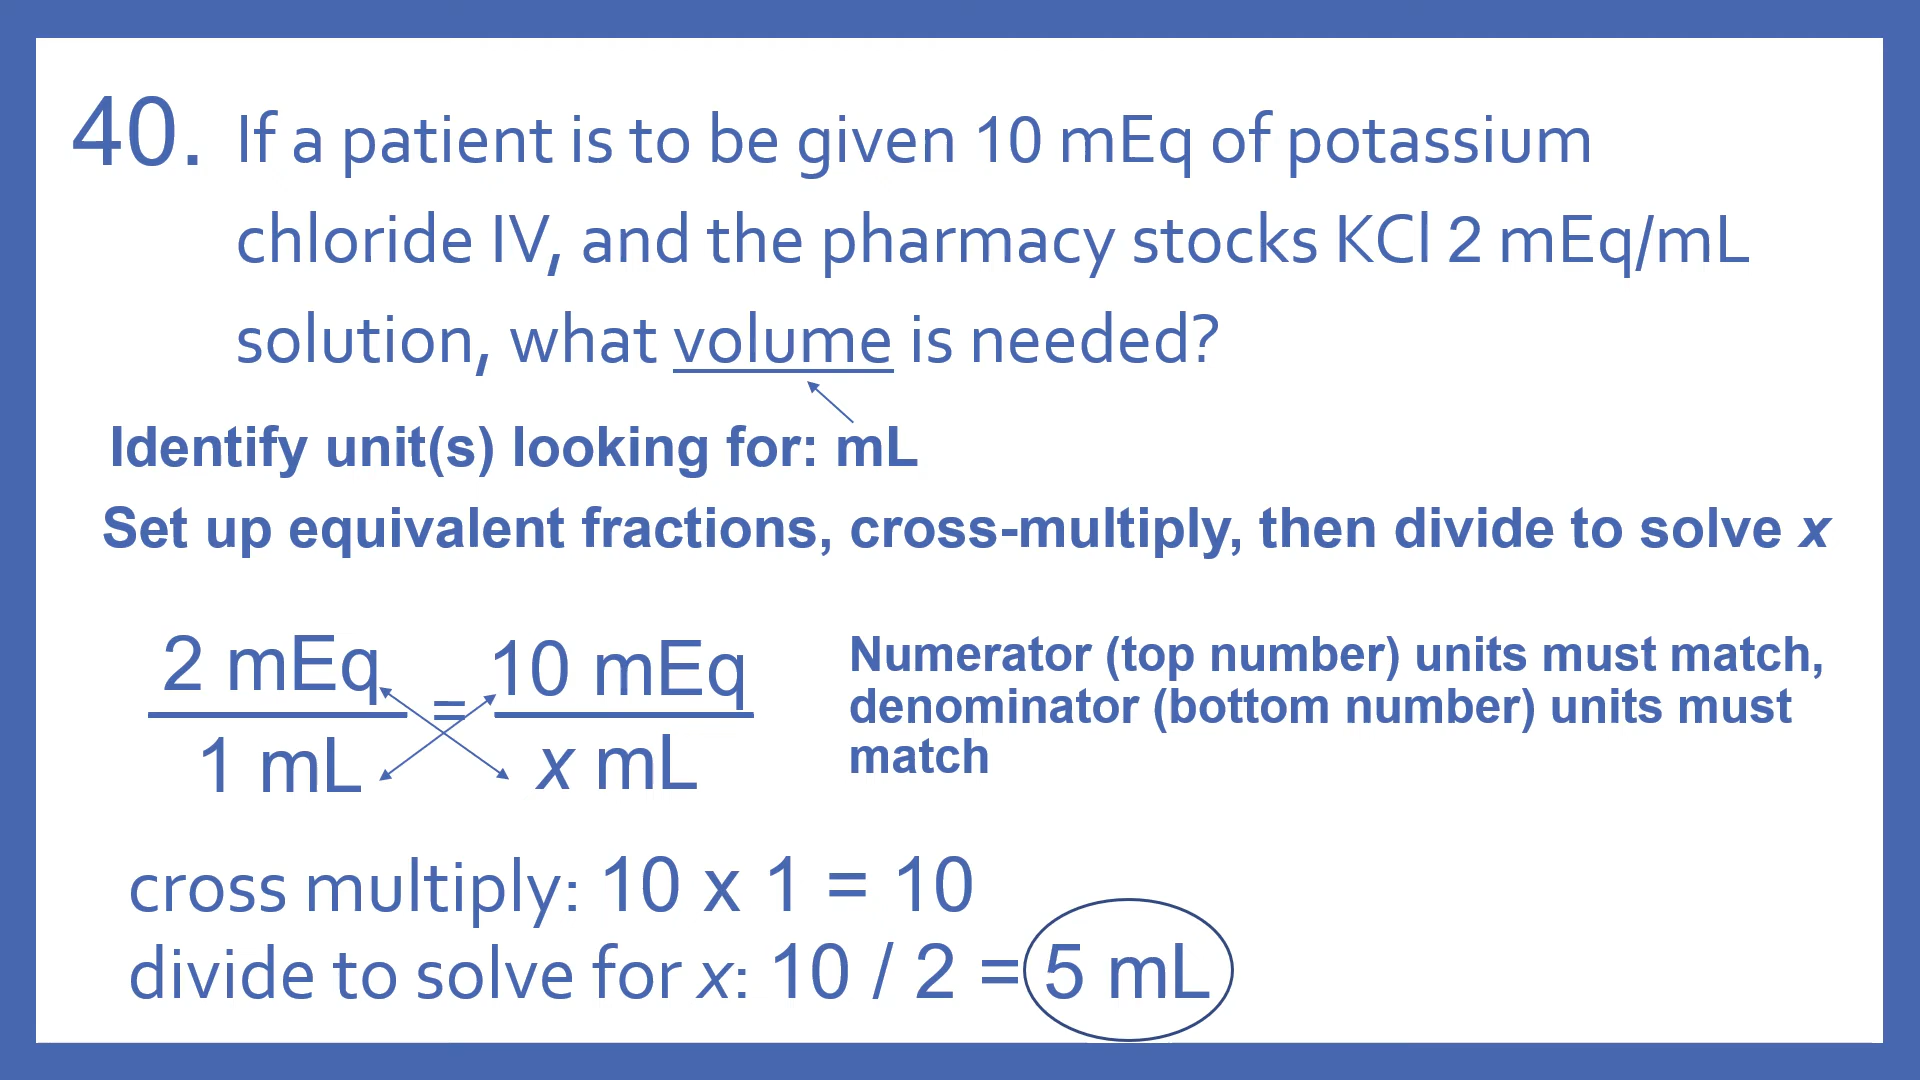 40. If a patient is to be given 10 mEq of potassium
chloride IV, and the pharmacy stocks KCl 2 mEq/mL
solution, what volume is needed?
Identify unit(s) looking for: mL
Set up equivalent fractions, cross-multiply, then divide to solve x
2 mEq = 10 mEq
1 mL x mL
Numerator (top number) units must match,
denominator (bottom number) units must
match
cross multiply: 10 x 1 = 10
divide to solve for x: 10 / 2 = 5 mL